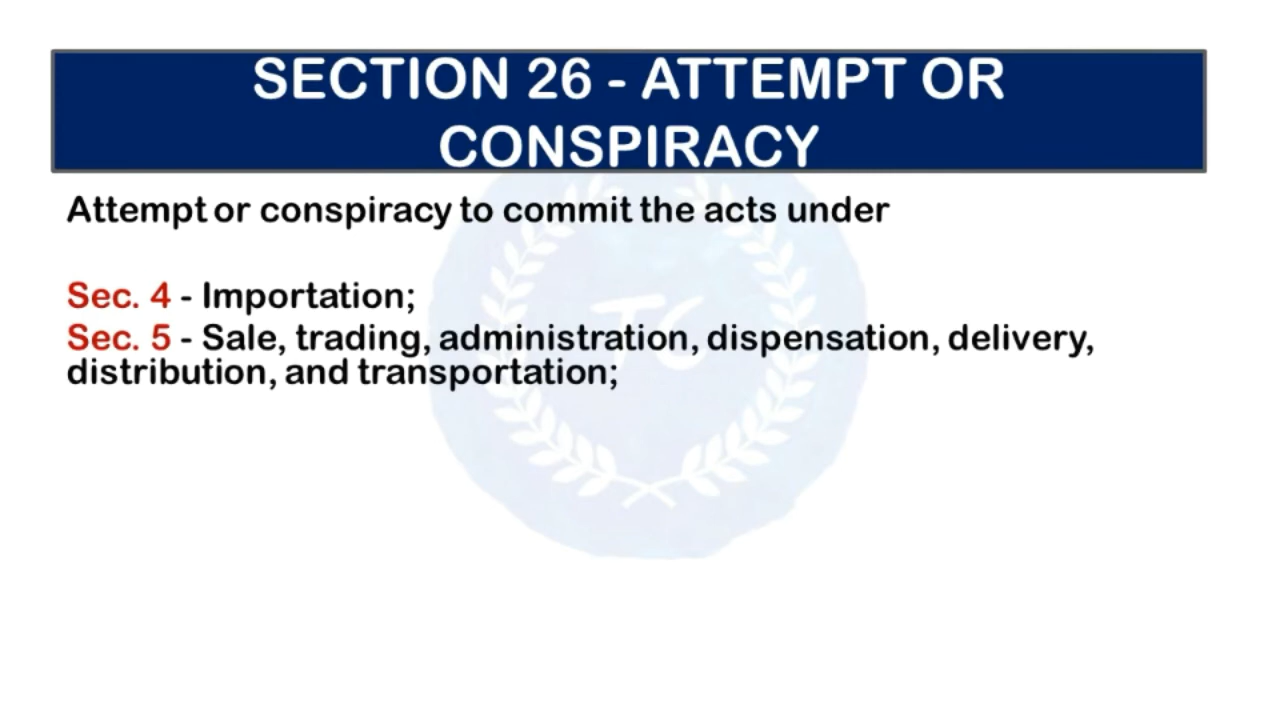 SECTION 26 - ATTEMPT OR
CONSPIRACY
Attempt or conspiracy to commit the acts under
Sec. 4 - Importation;
Sec. 5 - Sale, trading, administration, dispensation, delivery,
distribution, and transportation;